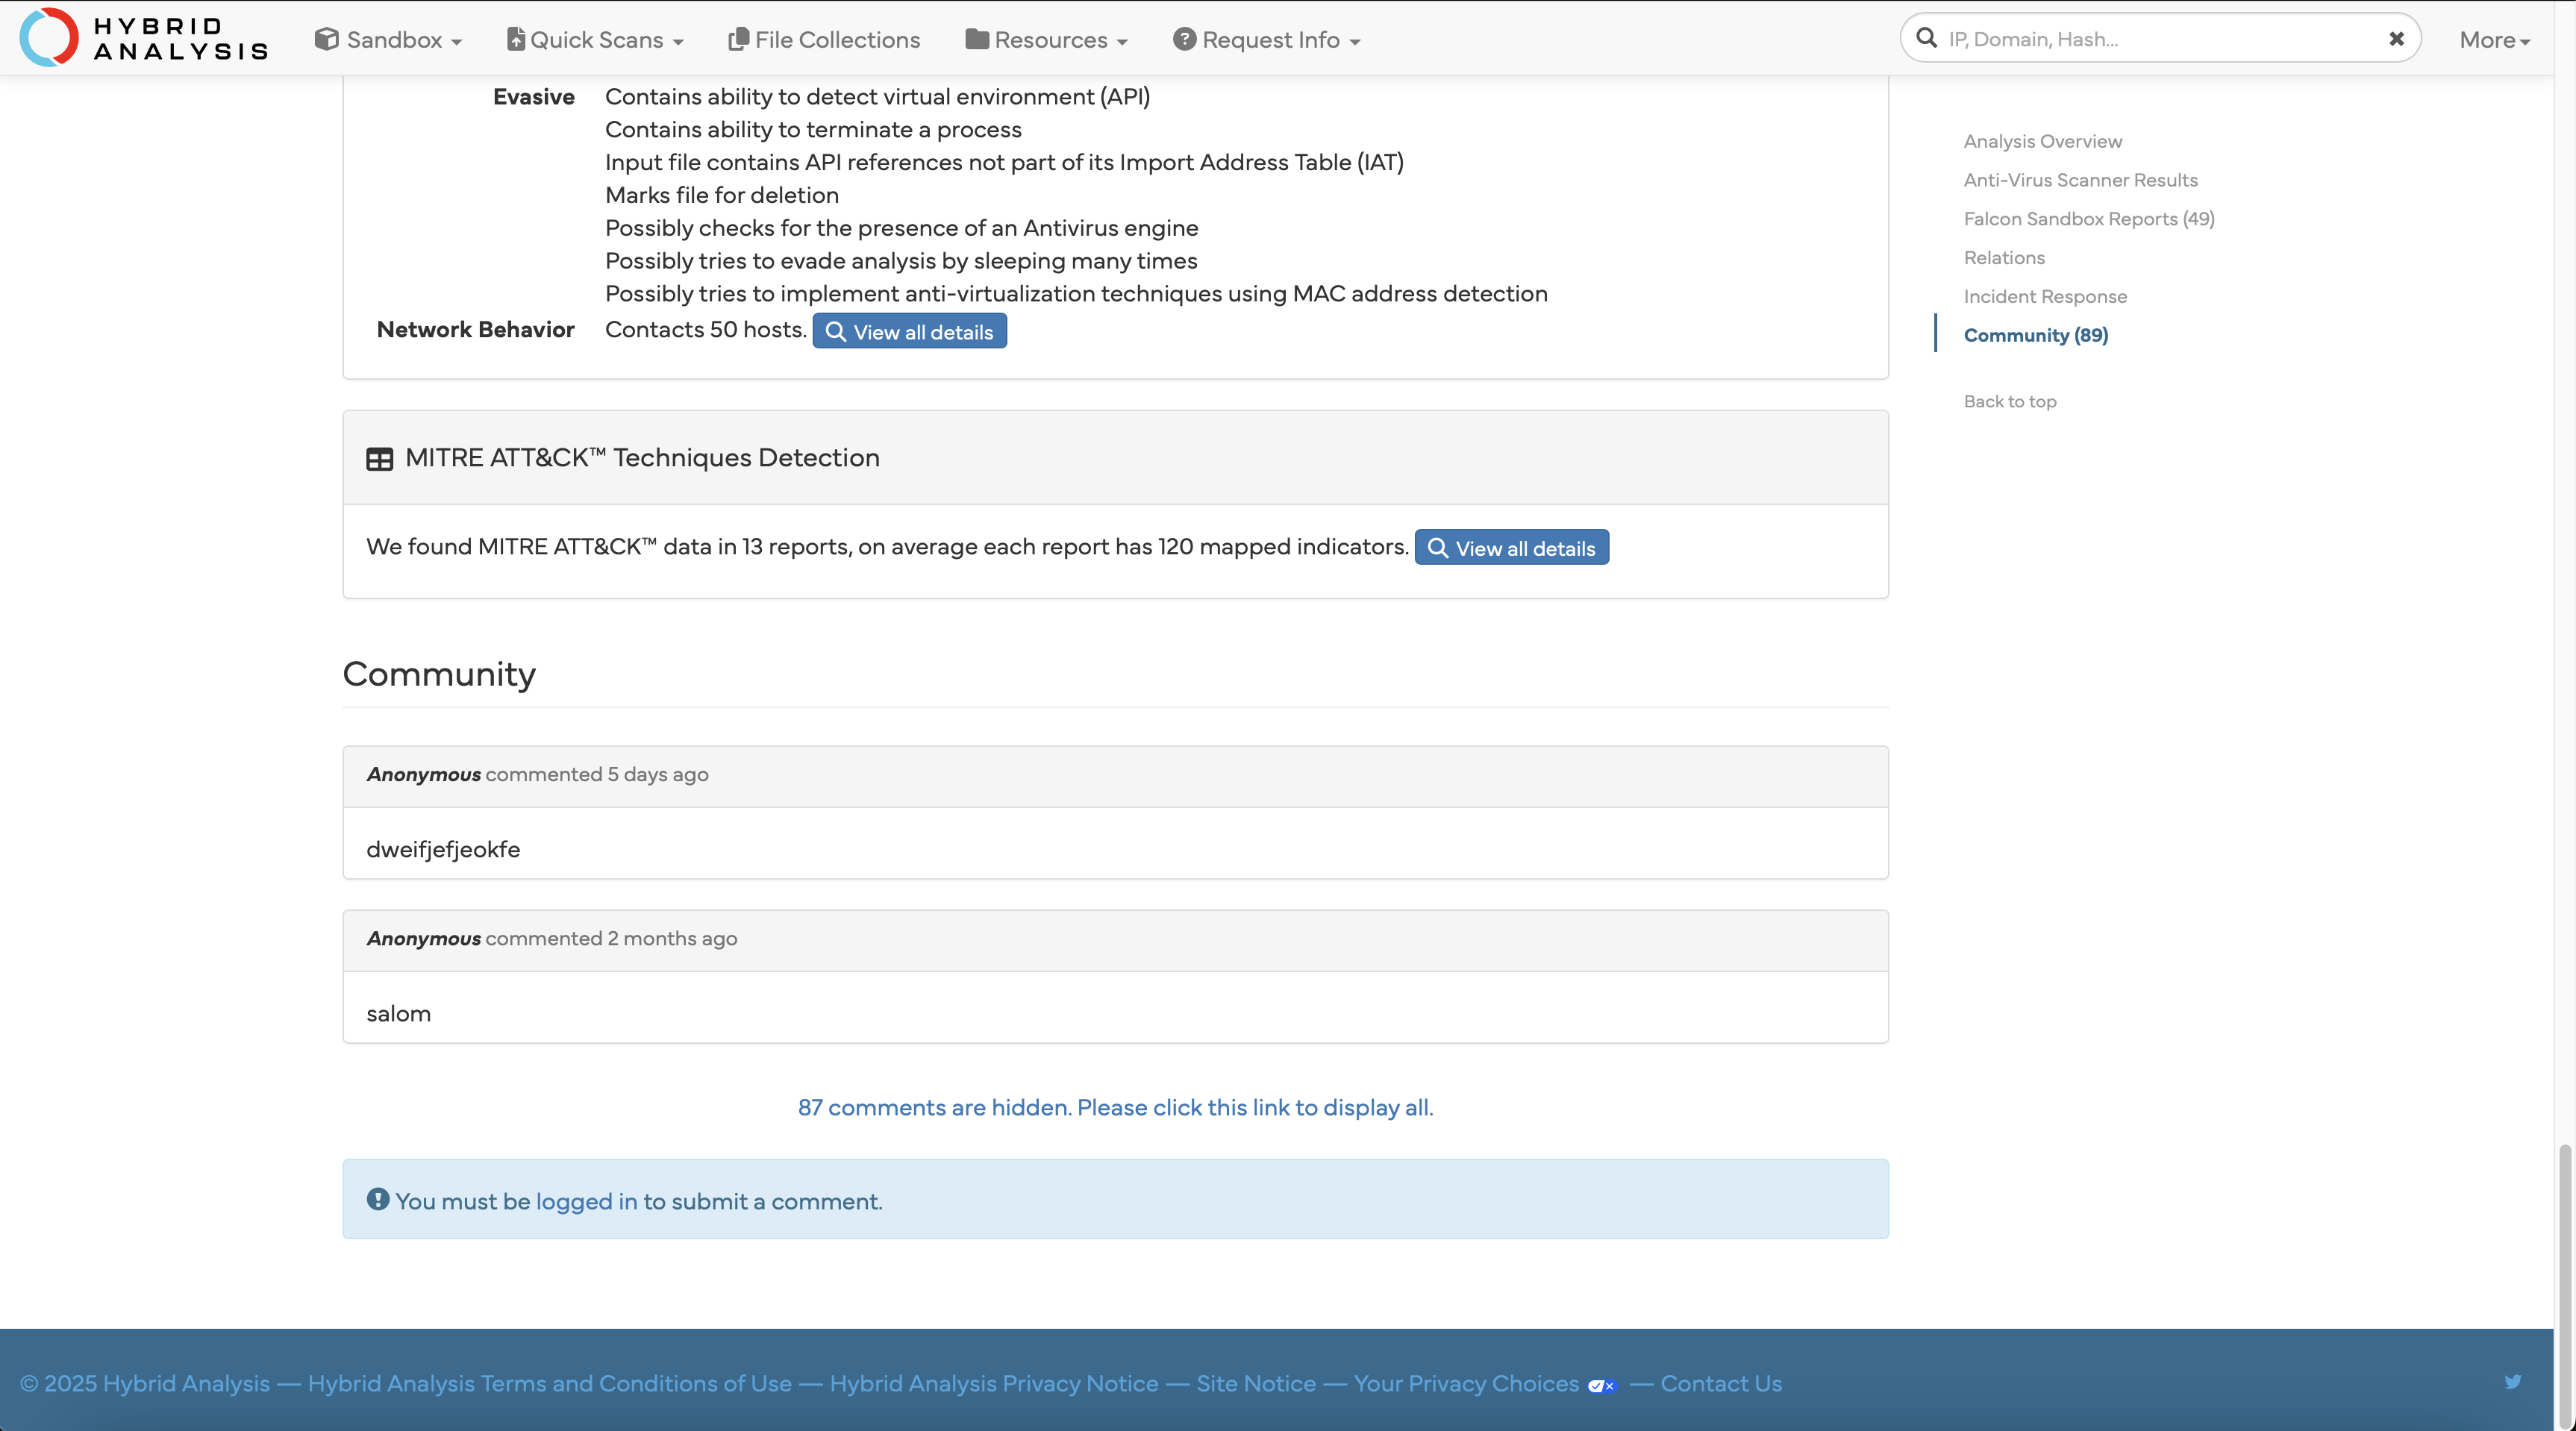 HYBRID
ANALYSIS
Sandbox
Quick Scans
File Collections
Resources
Request Info
IP, Domain, Hash...
More
Evasive
Contains ability to detect virtual environment (API)
Contains ability to terminate a process
Input file contains API references not part of its Import Address Table (IAT)
Marks file for deletion
Possibly checks for the presence of an Antivirus engine
Possibly tries to evade analysis by sleeping many times
Possibly tries to implement anti-virtualization techniques using MAC address detection
Network Behavior
Contacts 50 hosts. View all details
MITRE ATT&CK™ Techniques Detection
We found MITRE ATT&CK™ data in 13 reports, on average each report has 120 mapped indicators. View all details
Community
Anonymous commented 5 days ago
dweifjefjeokfe
Anonymous commented 2 months ago
salom
87 comments are hidden. Please click this link to display all.
You must be logged in to submit a comment.
Analysis Overview
Anti-Virus Scanner Results
Falcon Sandbox Reports (49)
Relations
Incident Response
Community (89)
Back to top
© 2025 Hybrid Analysis — Hybrid Analysis Terms and Conditions of Use — Hybrid Analysis Privacy Notice — Site Notice — Your Privacy Choices — Contact Us